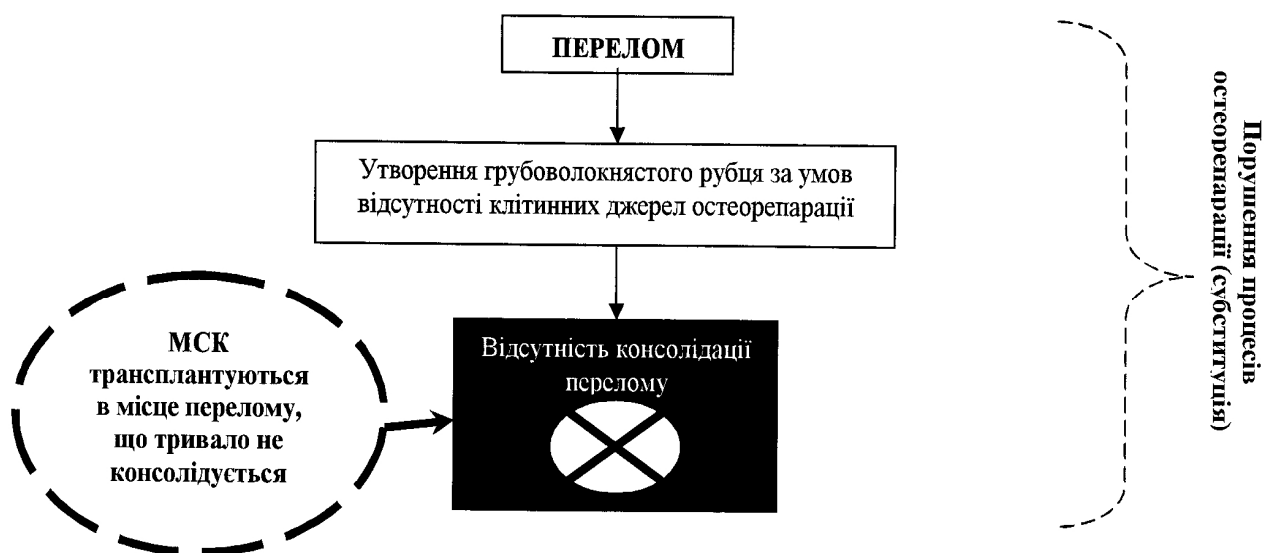 ПЕРЕЛОМ
Утворення грубоволокнястого рубця за умов
відсутності клітинних джерел остеорепарації
Відсутність консолідації
перелому
МСК
трансплантуються
в місце перелому,
що тривало не
консолідується
Порушення процесів
остеорепарації (субституція)